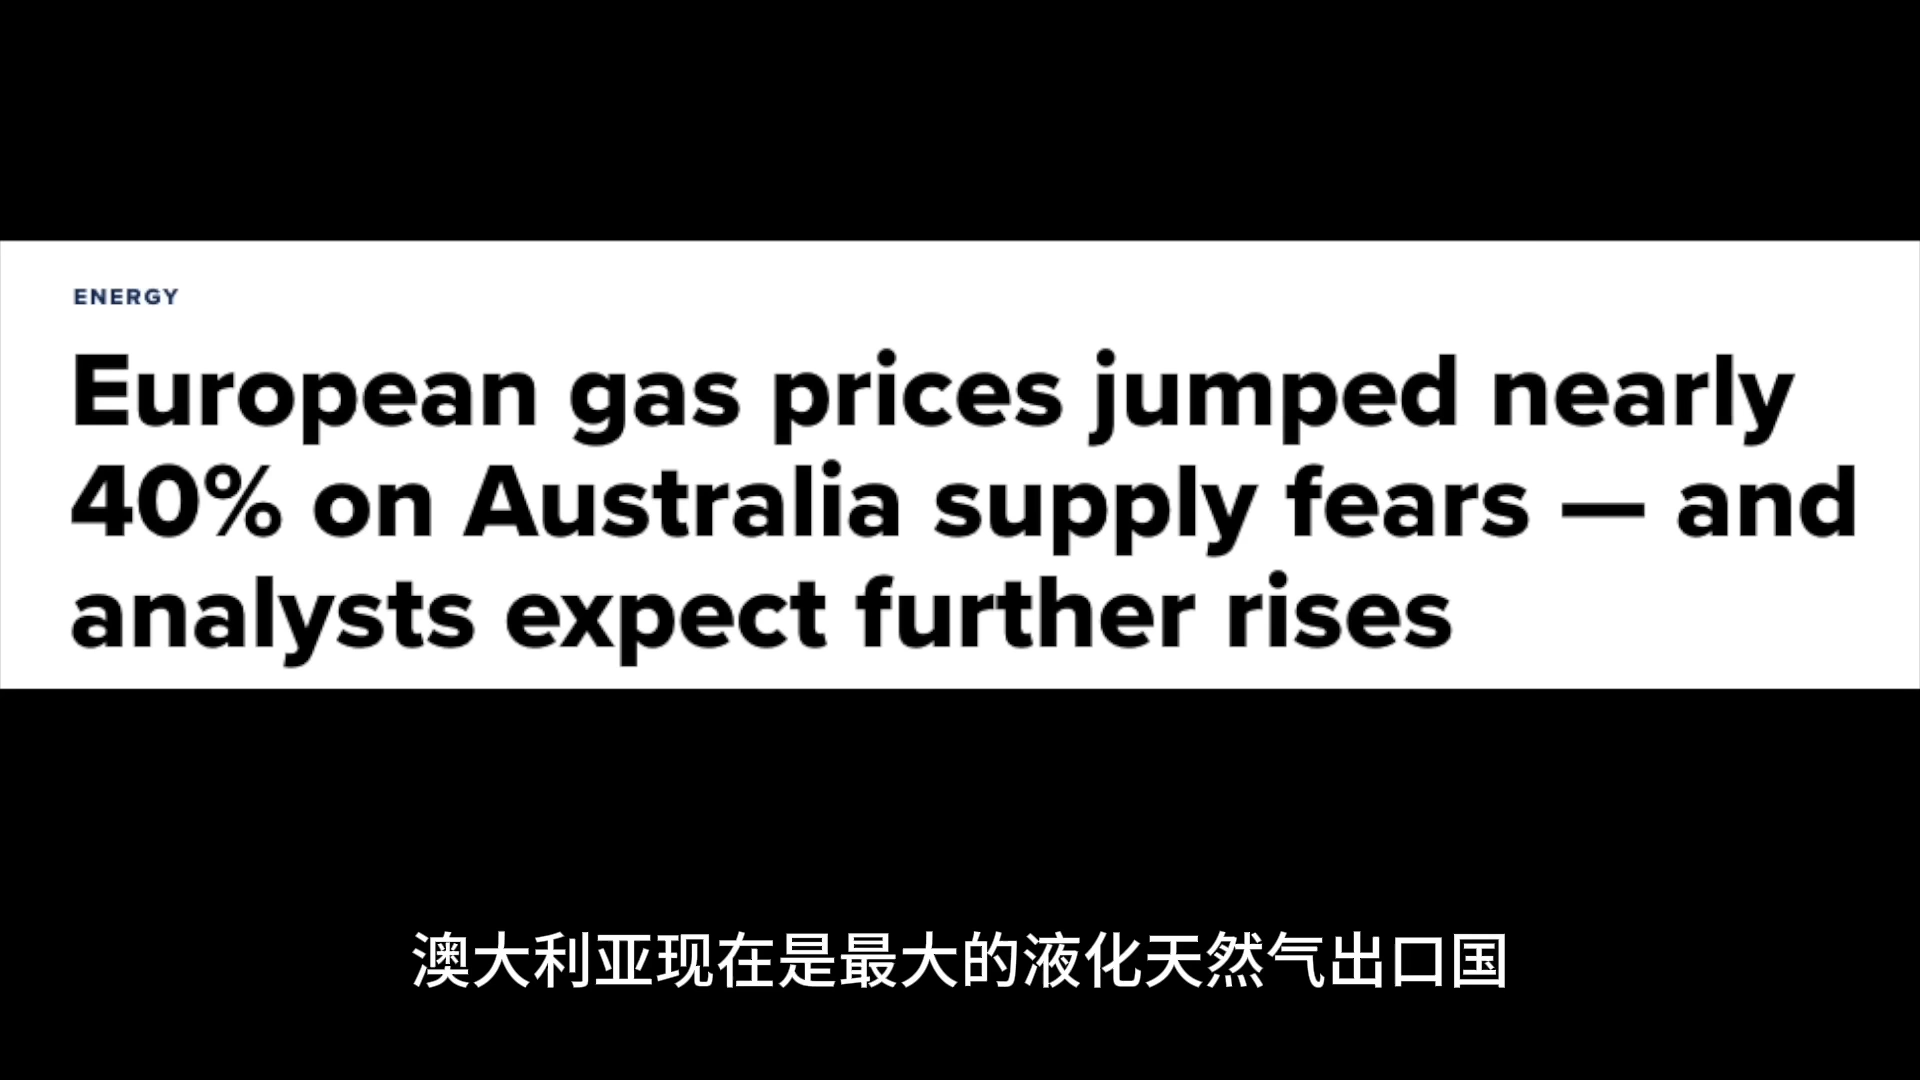 ENERGY
European gas prices jumped nearly
40% on Australia supply fears — and
analysts expect further rises
澳大利亚现在是最大的液化天然气出口国